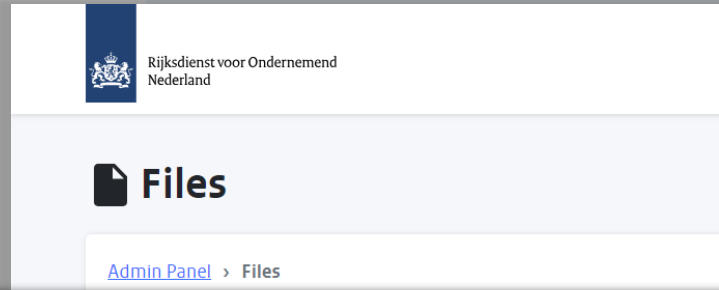 Rijksdienst voor Ondernemend
Nederland
Files
Admin Panel › Files